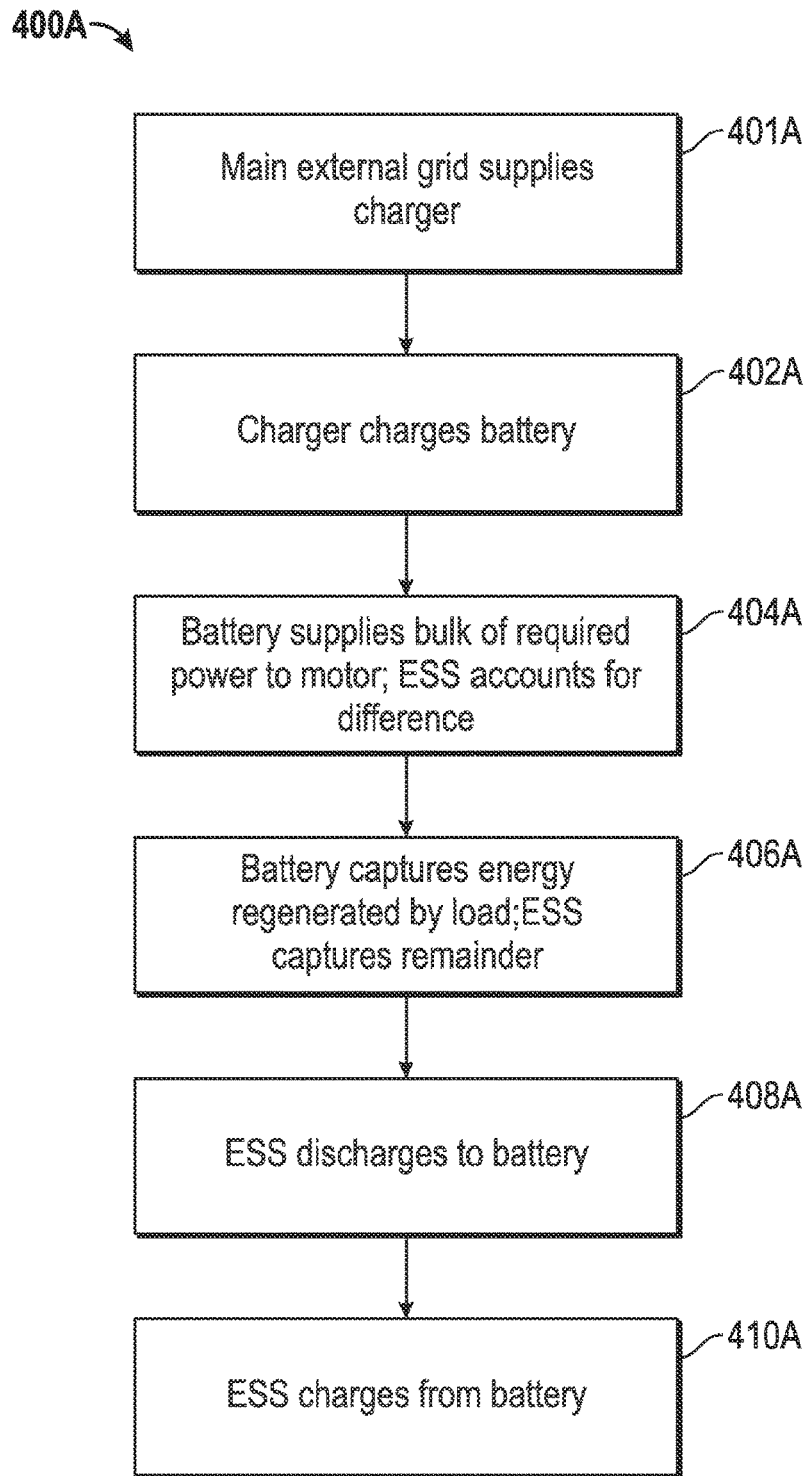 400A
401A
Main external grid supplies
charger
402A
Charger charges battery
404A
Battery supplies bulk of required
power to motor; ESS accounts for
difference
406A
Battery captures energy
regenerated by load;ESS
captures remainder
408A
ESS discharges to battery
410A
ESS charges from battery